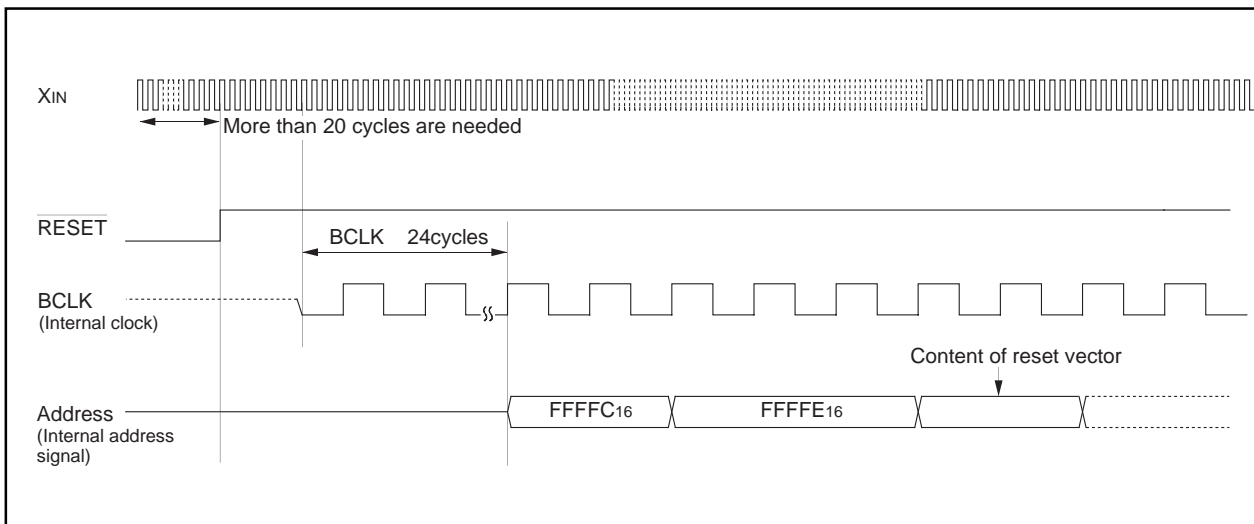 XIN
More than 20 cycles are needed
RESET
BCLK 24cycles
BCLK
(Internal clock)
Content of reset vector
Address
(Internal address
signal)
FFFFC16
FFFFE16